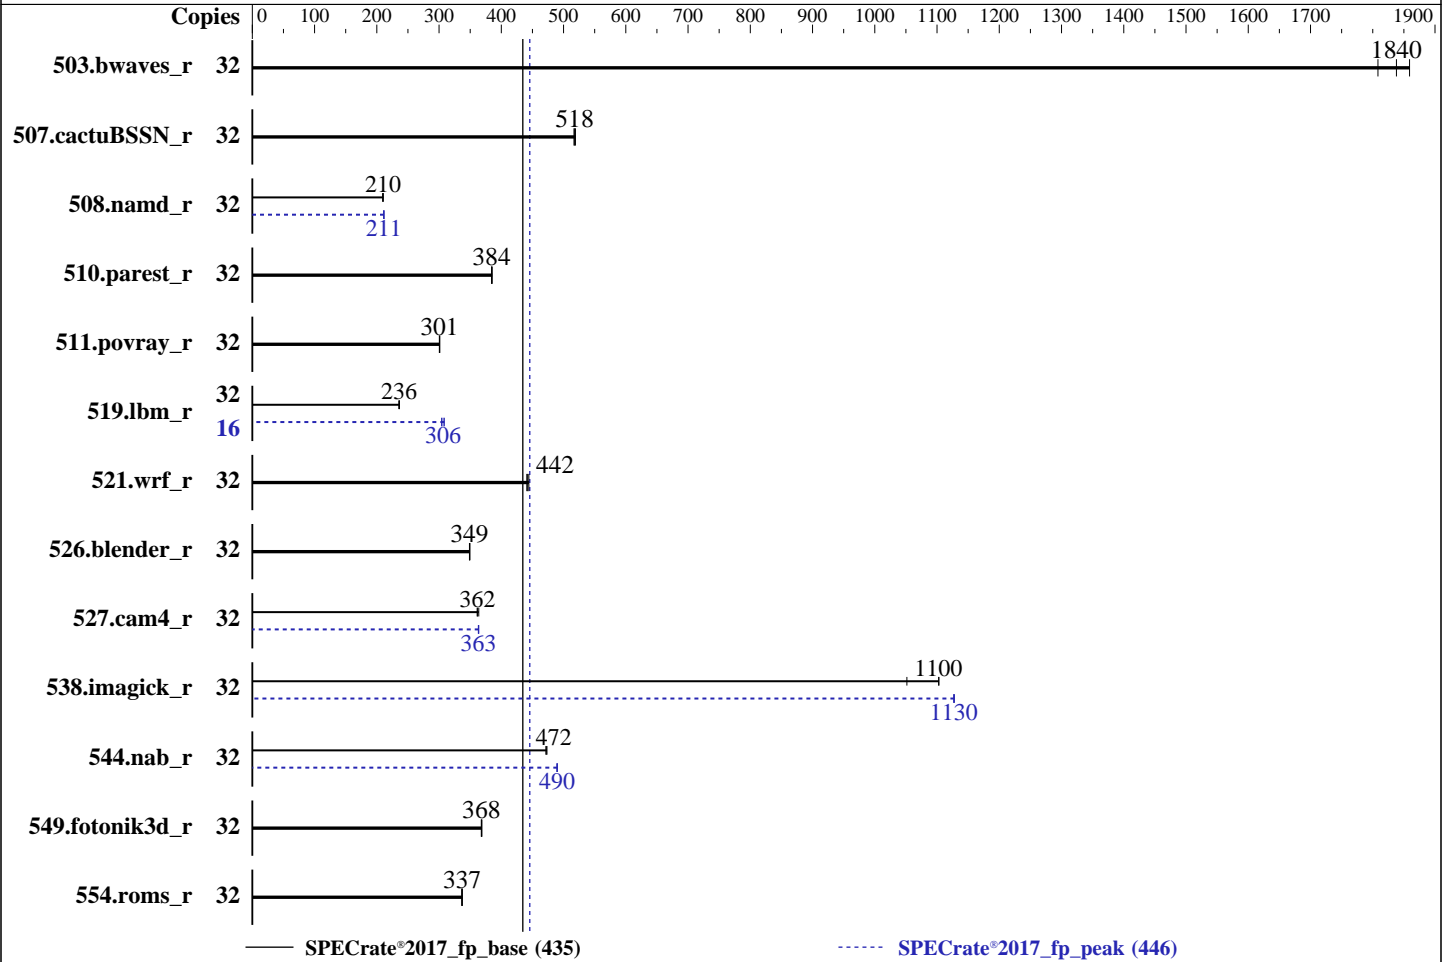 Copies 0 100 200 300 400 500 600 700 800 900 1000 1100 1200 1300 1400 1500 1600 1700 1900
503.bwaves_r 32 1840
507.cactuBSSN_r 32 518
508.namd_r 32 210
211
510.parest_r 32 384
511.povray_r 32 301
519.lbm_r 32 236
16 306
521.wrf_r 32 442
526.blender_r 32 349
527.cam4_r 32 362
363
538.imagick_r 32 1100
1130
544.nab_r 32 472
490
549.fotonik3d_r 32 368
554.roms_r 32 337
SPECrate®2017_fp_base (435) SPECrate®2017_fp_peak (446)